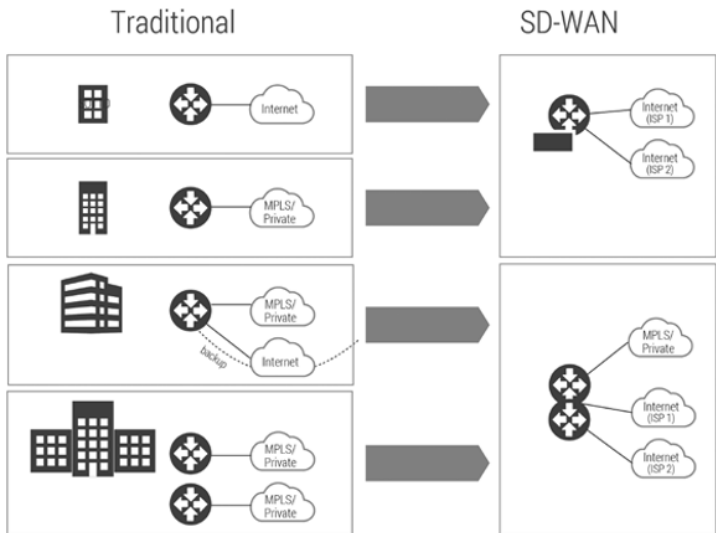 Traditional
SD-WAN
Internet
Internet
(ISP 1)
Internet
(ISP 2)
MPLS/
Private
MPLS/
Private
backup
Internet
MPLS/
Private
Internet
(ISP 1)
Internet
(ISP 2)
MPLS/
Private
MPLS/
Private